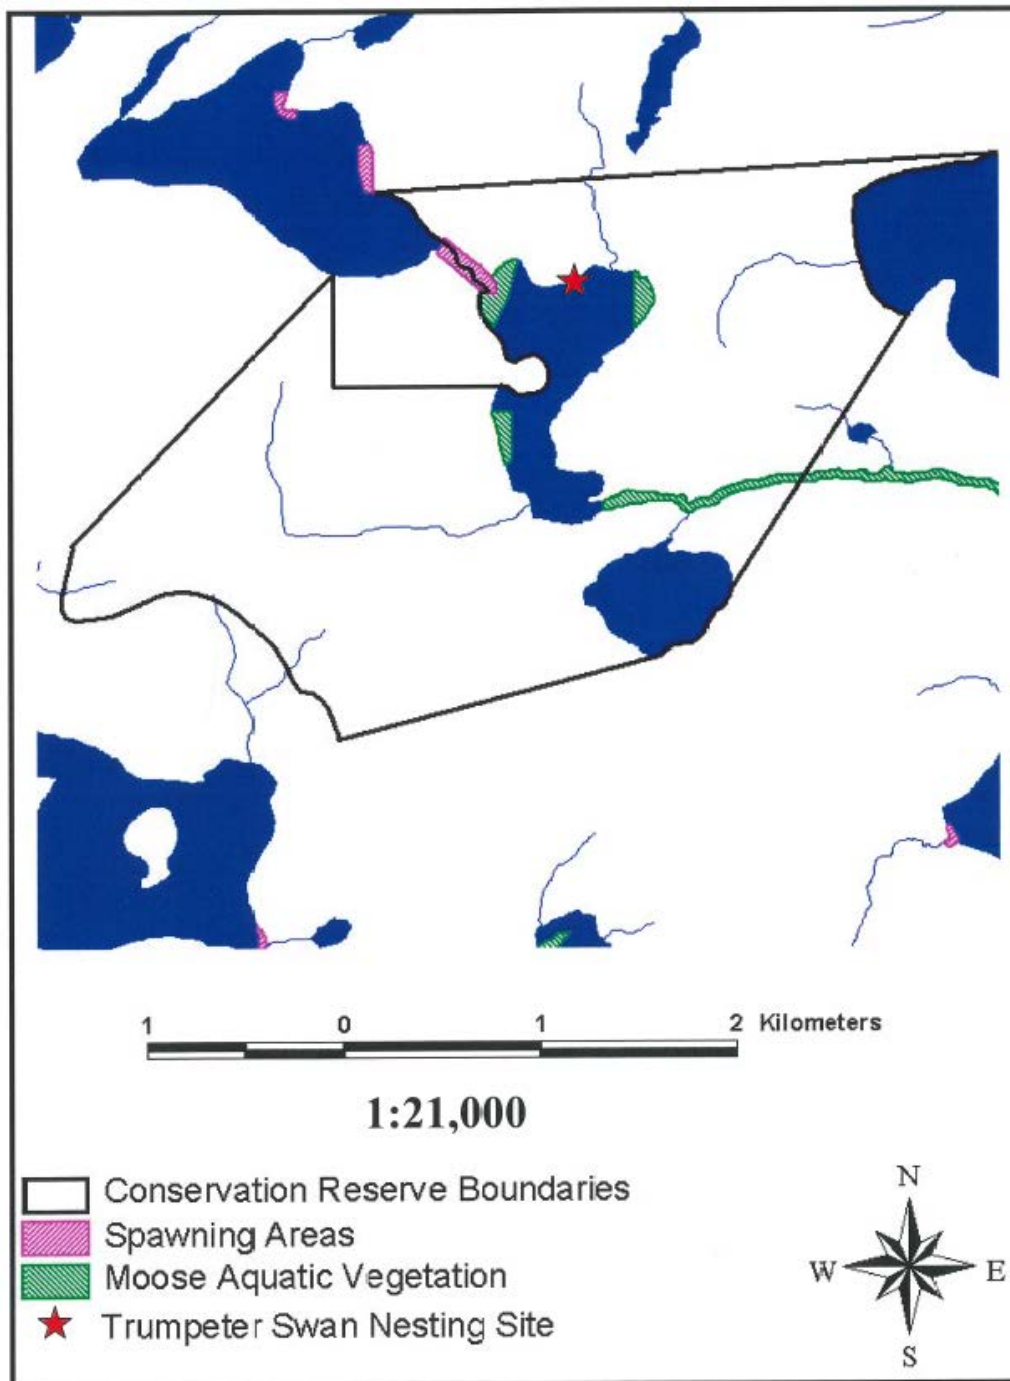 1 0 1 2 Kilometers
1:21,000
Conservation Reserve Boundaries
Spawning Areas
Moose Aquatic Vegetation
Trumpeter Swan Nesting Site
N
W E
S